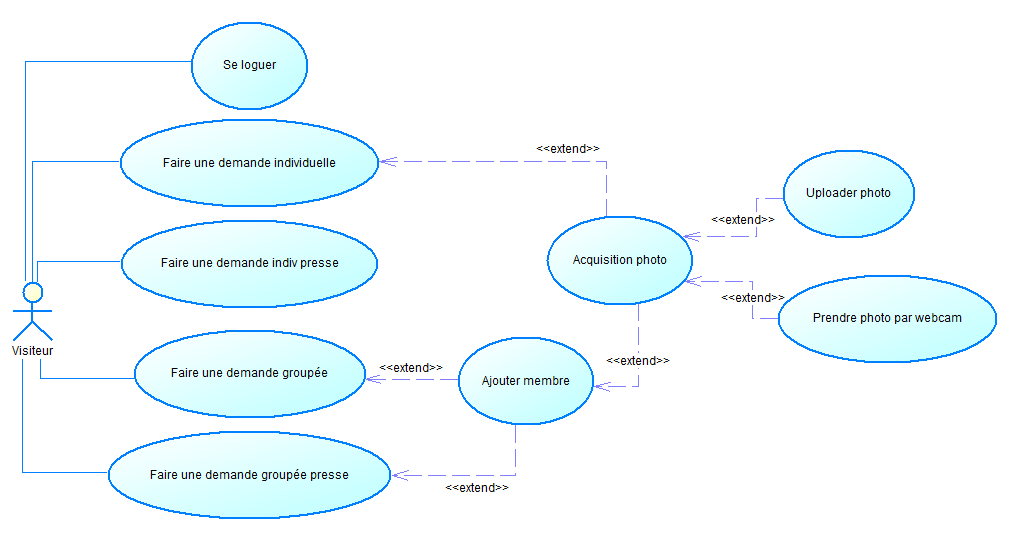 Se loguer
Faire une demande individuelle
<<extend>>
Uploader photo
<<extend>>
Faire une demande indiv presse
Acquisition photo
<<extend>>
Prendre photo par webcam
Visiteur
<<extend>>
Faire une demande groupée
<<extend>>
Ajouter membre
Faire une demande groupée presse
<<extend>>